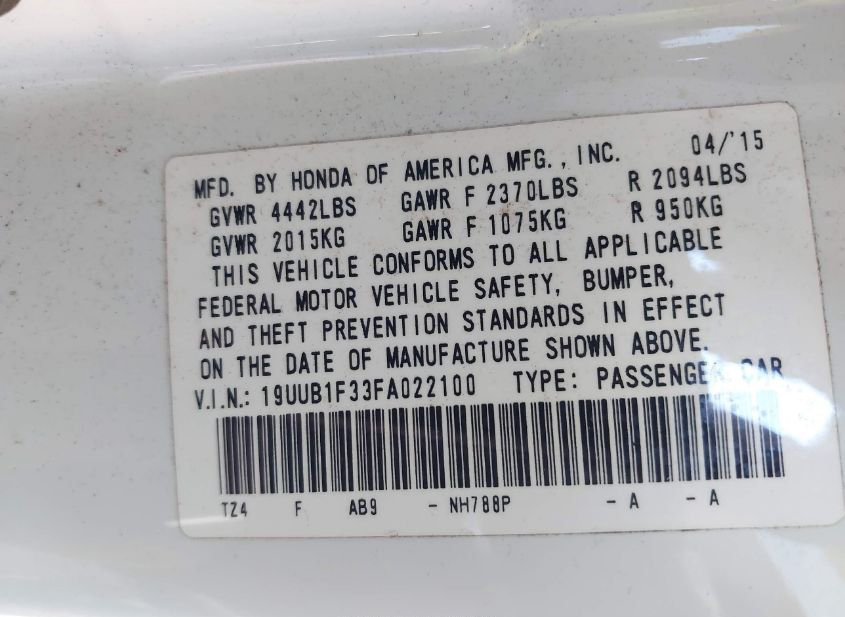 MFD. BY HONDA OF AMERICA MFG., INC. 04/'15
GVWR 4442LBS GAWR F 2370LBS R 2094LBS
GVWR 2015KG GAWR F 1075KG R 950KG
THIS VEHICLE CONFORMS TO ALL APPLICABLE
FEDERAL MOTOR VEHICLE SAFETY, BUMPER,
AND THEFT PREVENTION STANDARDS IN EFFECT
ON THE DATE OF MANUFACTURE SHOWN ABOVE.
V.I.N.: 19UUB1F33FA022100 TYPE: PASSENGER CAR
TZ4 F AB9 - NH788P - A - A